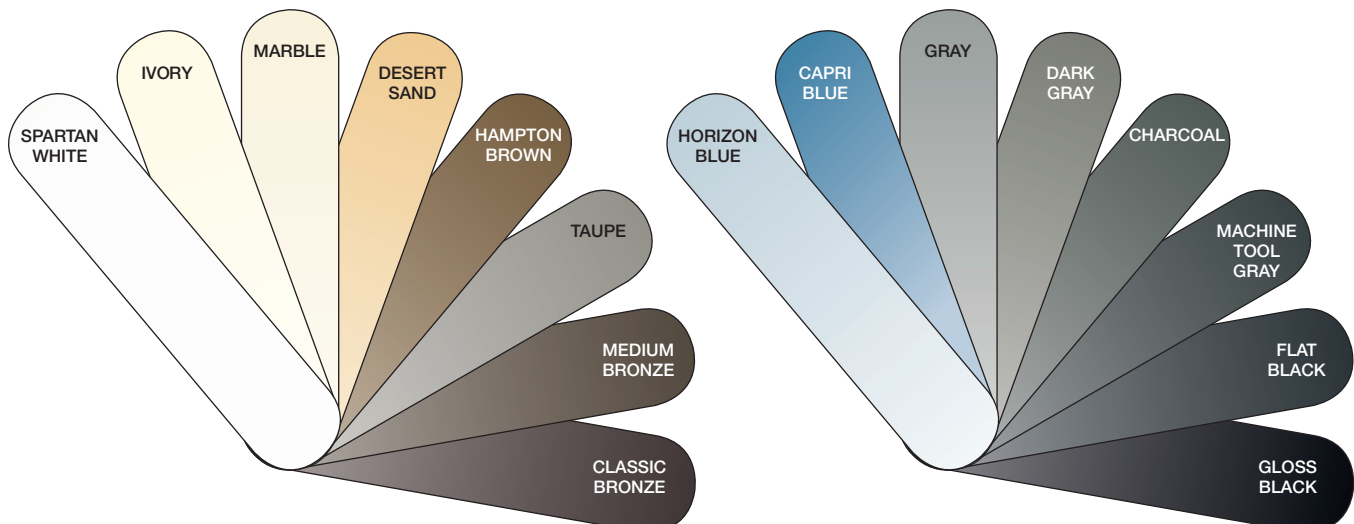 SPARTAN
WHITE
IVORY
MARBLE
DESERT
SAND
HAMPTON
BROWN
TAUPE
MEDIUM
BRONZE
CLASSIC
BRONZE
HORIZON
BLUE
CAPRI
BLUE
GRAY
DARK
GRAY
CHARCOAL
MACHINE
TOOL
GRAY
FLAT
BLACK
GLOSS
BLACK